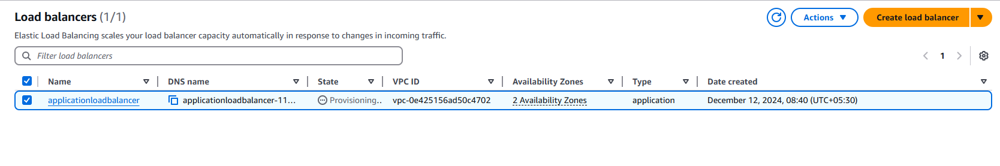 Load balancers (1/1)
Actions
Create load balancer
Elastic Load Balancing scales your load balancer capacity automatically in response to changes in incoming traffic.
Filter load balancers
1
Name DNS name State VPC ID Availability Zones Type Date created
applicationloadbalancer applicationloadbalancer-11... Provisioning.. vpc-0e425156ad50c4702 2 Availability Zones application December 12, 2024, 08:40 (UTC+05:30)